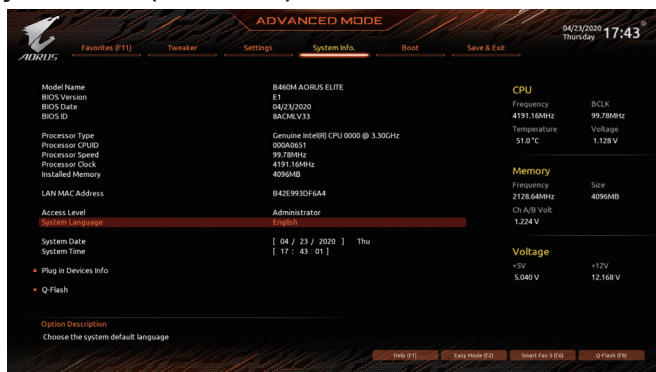 ADVANCED MODE
04/23/2020 Thursday 17:43
AORUS
Favorites (F11) Tweaker Settings System Info. Boot Save & Exit
Model Name B460M AORUS ELITE
BIOS Version E1
BIOS Date 04/23/2020
BIOS ID 8ACMLV33
Processor Type Genuine Intel(R) CPU 0000 @ 3.30GHz
Processor CPUID 000A0651
Processor Speed 99.78MHz
Processor Clock 4191.16MHz
Installed Memory 4096MB
LAN MAC Address B42E993DF6A4
Access Level Administrator
System Language English
System Date [ 04 / 23 / 2020 ] Thu
System Time [ 17 : 43 : 01 ]
Plug in Devices Info
Q-Flash
CPU
Frequency BCLK
4191.16MHz 99.78MHz
Temperature Voltage
51.0 °C 1.128 V
Memory
Frequency Size
2128.64MHz 4096MB
Ch A/B Volt
1.224 V
Voltage
+5V +12V
5.040 V 12.168 V
Option Description
Choose the system default language
Help (F1) Easy Mode (F2) Smart Fan 5 (F6) Q-Flash (F8)